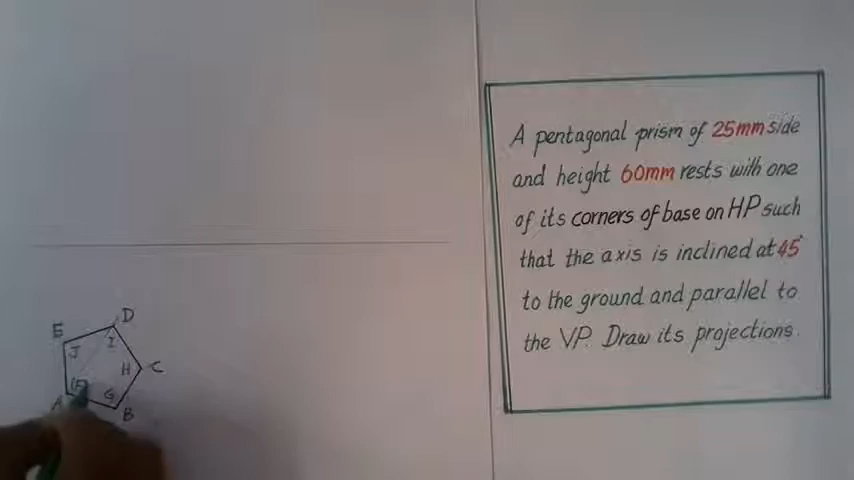 A pentagonal prism of 25mm side
and height 60mm rests with one
of its corners of base on HP such
that the axis is inclined at 45°
to the ground and parallel to
the VP. Draw its projections.
D
E
I
J
H
C
(F)
G
A
B